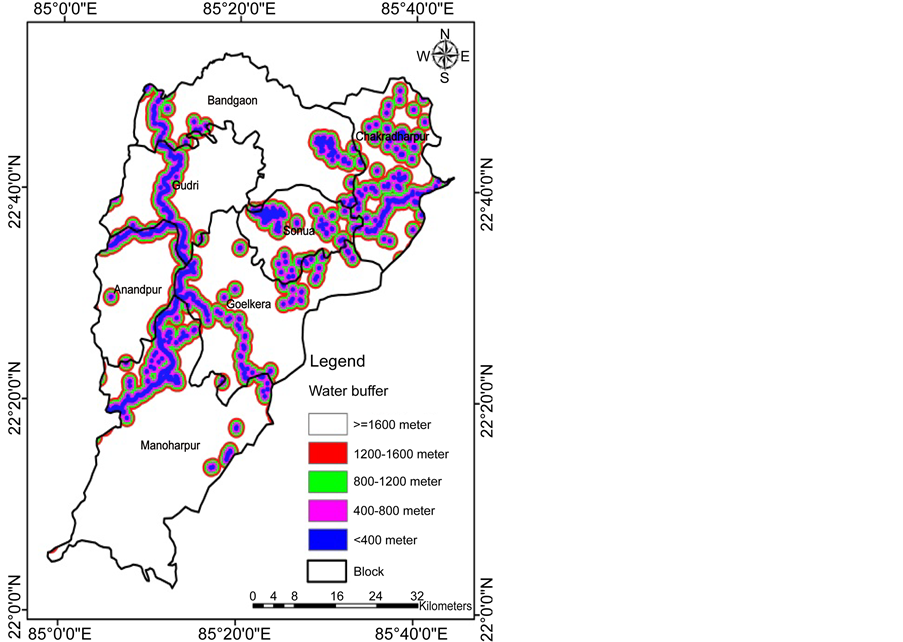 85°0'0"E 85°20'0"E 85°40'0"E
N
W E
S
Bandgaon
Chakradharpur
22°40'0"N 22°40'0"N
Gudri
Sonua
Anandpur
Goelkera
Legend
Water buffer
22°20'0"N 22°20'0"N
>=1600 meter
Manoharpur
1200-1600 meter
800-1200 meter
400-800 meter
<400 meter
Block
22°0'0"N 22°0'0"N
0 4 8 16 24 32
Kilometers
85°0'0"E 85°20'0"E 85°40'0"E